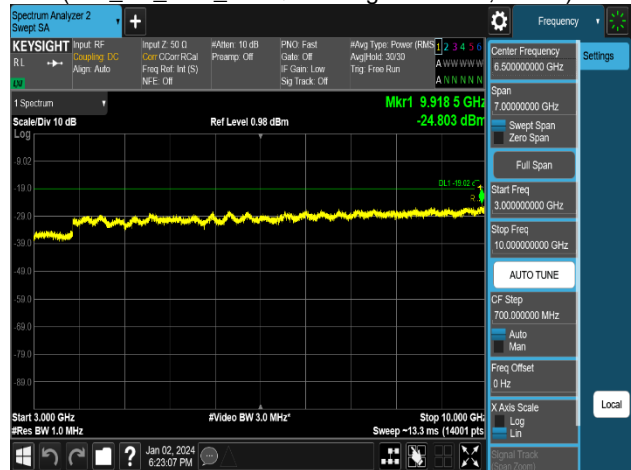 Spectrum Analyzer 2
Swept SA
Frequency
KEYSIGHT
RL
Input: RF
Coupling: DC
Align: Auto
Input Z: 50 Ω
Corr CCorr RCal
Freq Ref: Int (S)
NFE: Off
#Atten: 10 dB
Preamp: Off
PNO: Fast
Gate: Off
IF Gain: Low
Sig Track: Off
#Avg Type: Power (RMS
Avg|Hold: 30/30
Trig: Free Run
1 2 3 4 5 6
A W W W W W
A N N N N N
LXI
1 Spectrum
Scale/Div 10 dB
Ref Level 0.98 dBm
Mkr1 9.918 5 GHz
-24.803 dBm
Log
DL1 -19.02
-9.02
-19.0
-29.0
-39.0
-49.0
-59.0
-69.0
-79.0
-89.0
Start 3.000 GHz
#Video BW 3.0 MHz*
Stop 10.000 GHz
#Res BW 1.0 MHz
Sweep ~13.3 ms (14001 pts
Jan 02, 2024
6:23:07 PM
Center Frequency
6.500000000 GHz
Settings
Span
7.00000000 GHz
Swept Span
Zero Span
Full Span
Start Freq
3.000000000 GHz
Stop Freq
10.000000000 GHz
AUTO TUNE
CF Step
700.000000 MHz
Auto
Man
Freq Offset
0 Hz
X Axis Scale
Log
Lin
Local
Signal Track
(Span Zoom)